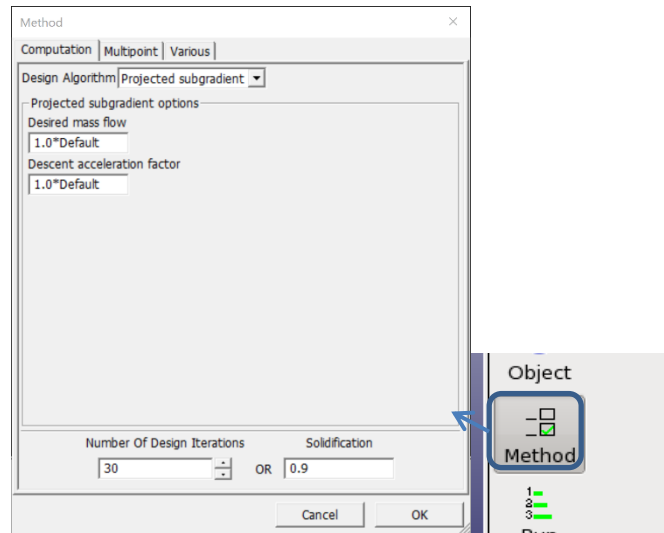 Method
Computation Multipoint Various
Design Algorithm Projected subgradient
Projected subgradient options
Desired mass flow
1.0*Default
Descent acceleration factor
1.0*Default
Number Of Design Iterations Solidification
30 OR 0.9
Cancel OK
Object
Method
1
2
3